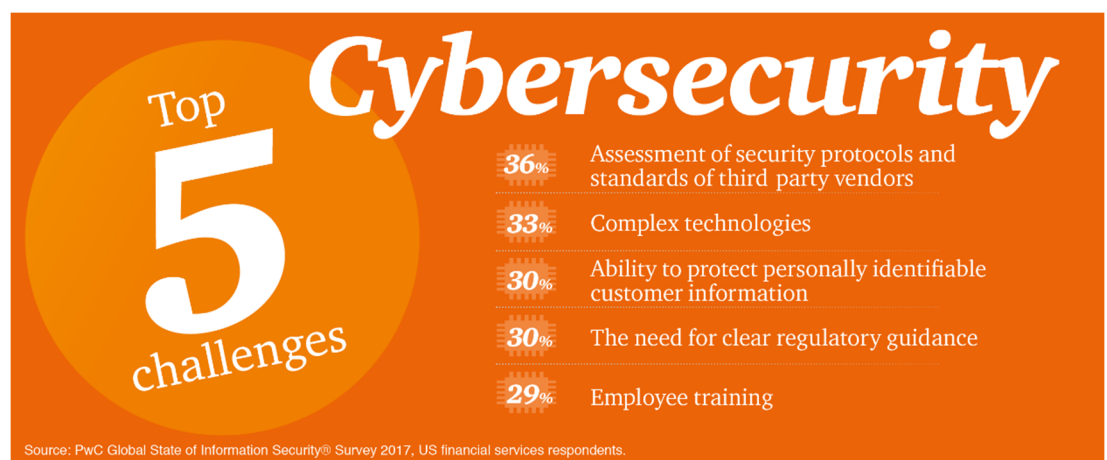 Cybersecurity
Top
5
challenges
36%
Assessment of security protocols and
standards of third party vendors
33%
Complex technologies
30%
Ability to protect personally identifiable
customer information
30%
The need for clear regulatory guidance
29%
Employee training
Source: PwC Global State of Information Security® Survey 2017, US financial services respondents.